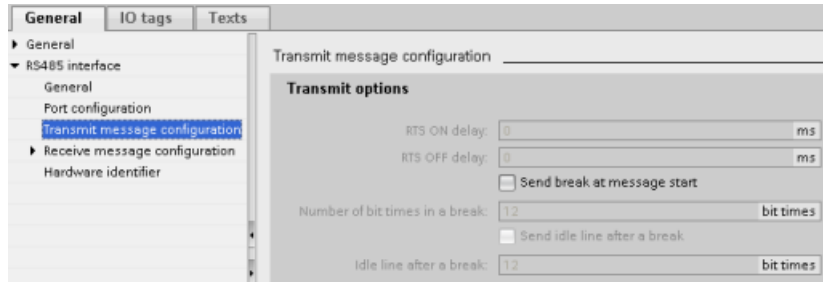 General IO tags Texts
General
RS485 interface
General
Port configuration
Transmit message configuration
Receive message configuration
Hardware identifier
Transmit message configuration
Transmit options
RTS ON delay: 0 ms
RTS OFF delay: 0 ms
Send break at message start
Number of bit times in a break: 12 bit times
Send idle line after a break
Idle line after a break: 12 bit times